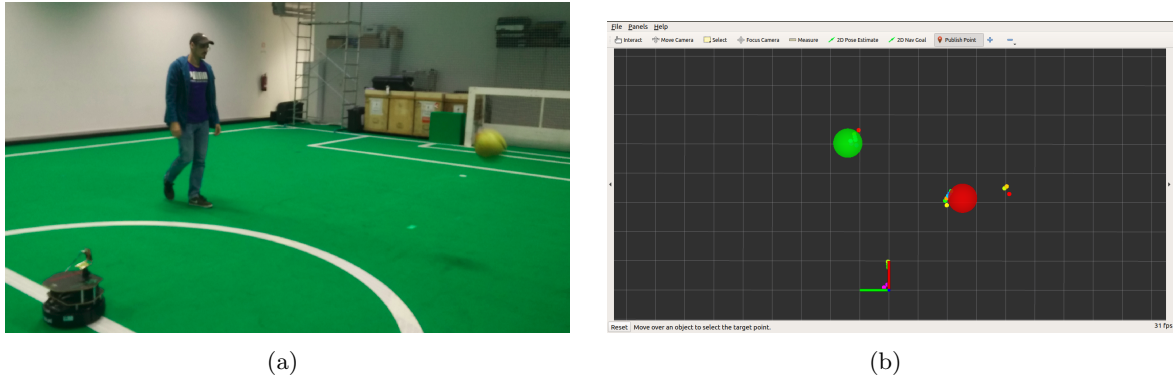 File Panels Help
Interact Move Camera Select Focus Camera Measure 2D Pose Estimate 2D Nav Goal Publish Point
Reset Move over an object to select the target point. 31 fps
(a) (b)